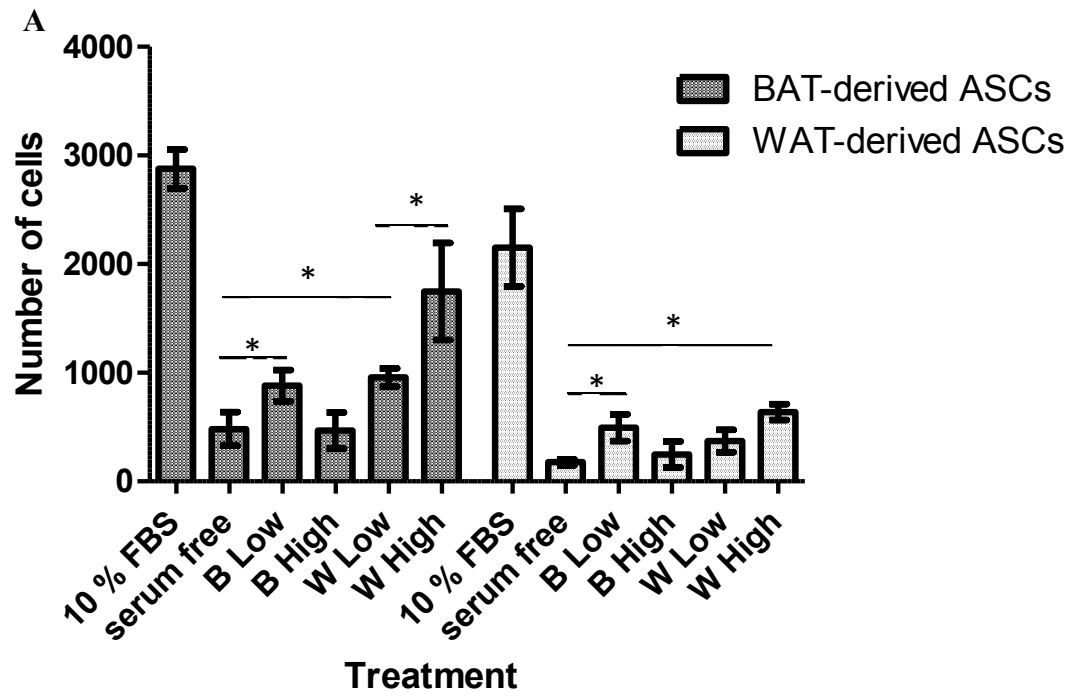 A
4000
3000
2000
1000
0
Number of cells
BAT-derived ASCs
WAT-derived ASCs
*
*
*
*
*
10 % FBS
serum free
B Low
B High
W Low
W High
10 % FBS
serum free
B Low
B High
W Low
W High
Treatment